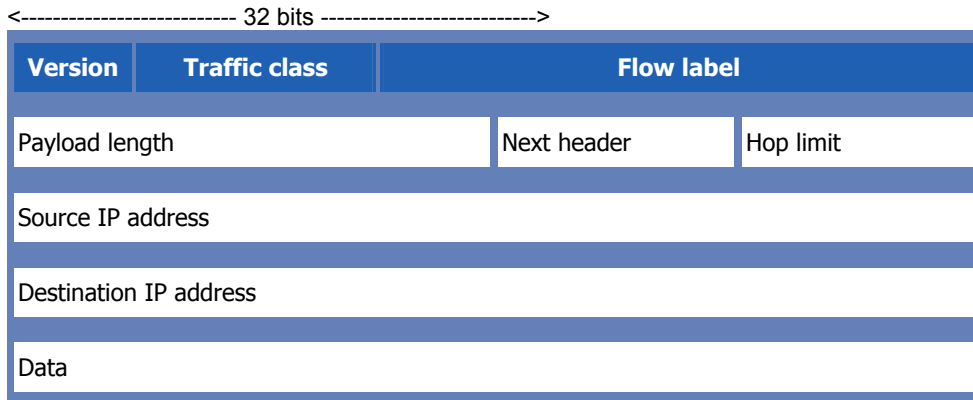 <--------------------------- 32 bits --------------------------->
Version Traffic class Flow label
Payload length Next header Hop limit
Source IP address
Destination IP address
Data